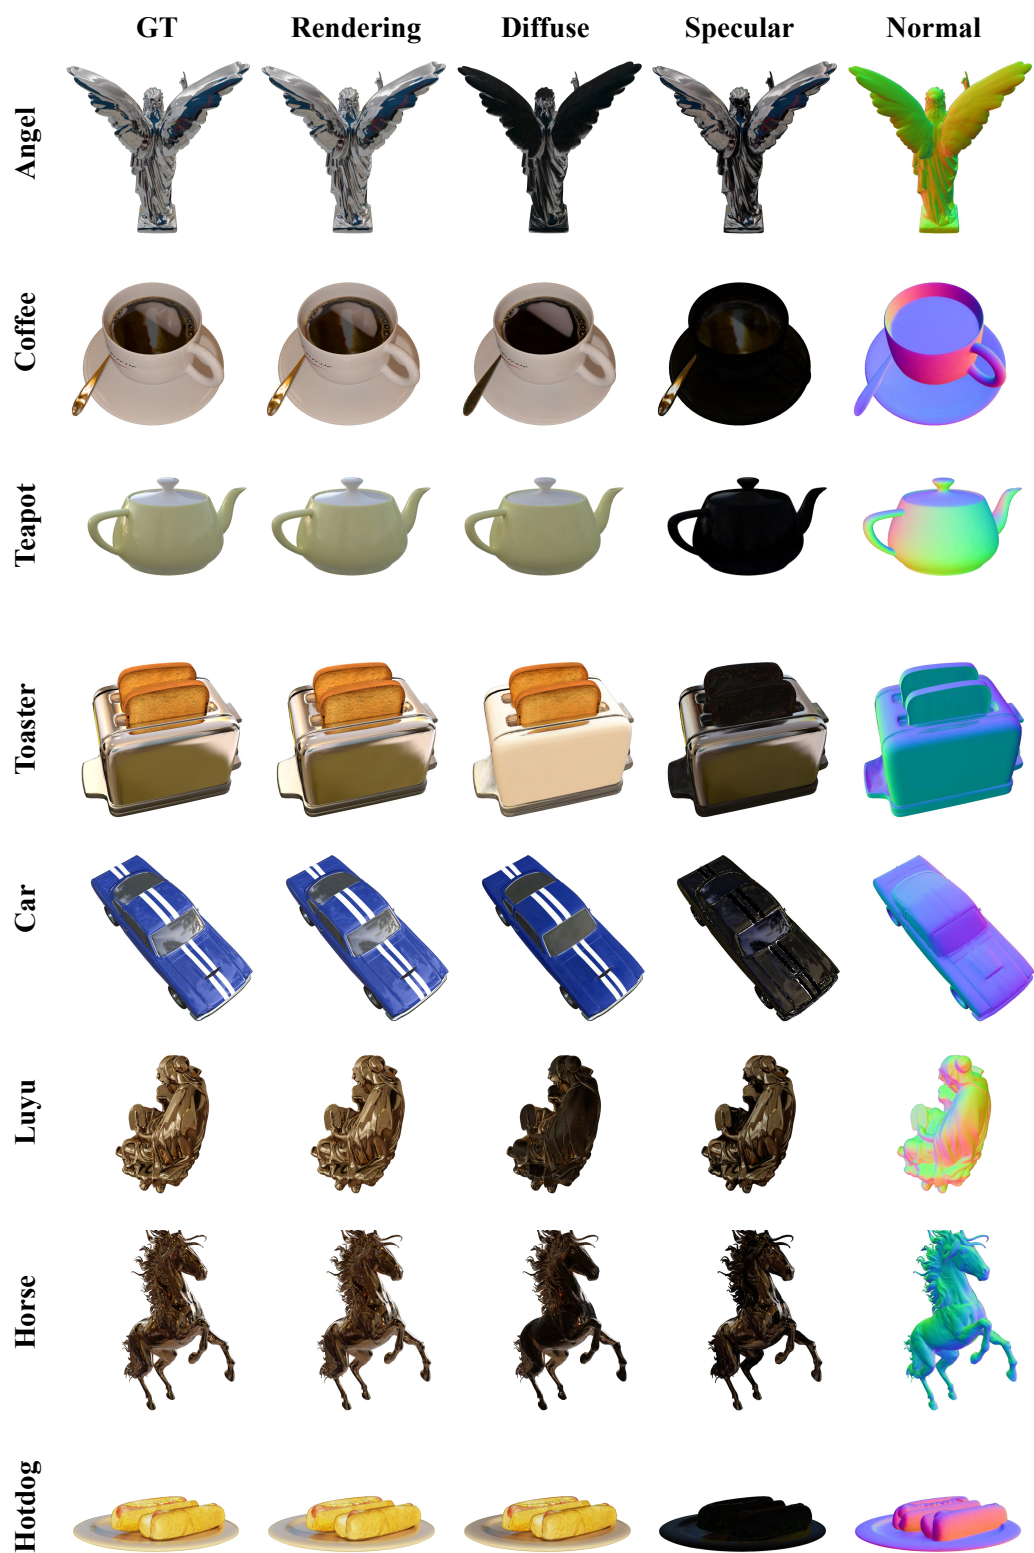 GT Rendering Diffuse Specular Normal
Angel
Coffee
Teapot
Toaster
Car
Luyu
Horse
Hotdog